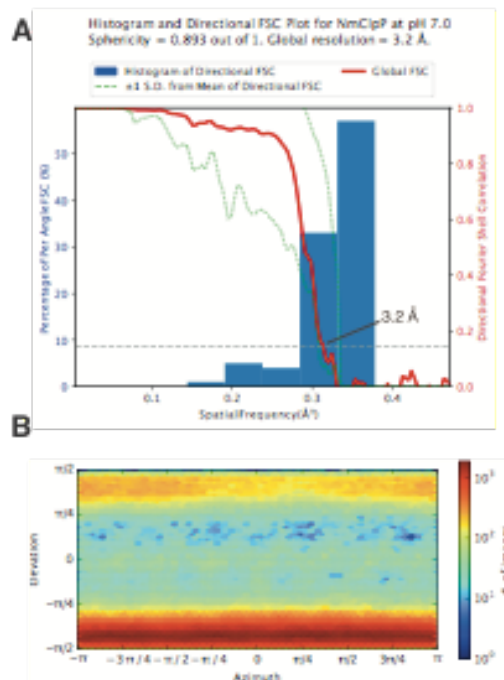 A
Histogram and Directional FSC Plot for NmClpP at pH 7.0
Sphericity = 0.893 out of 1. Global resolution = 3.2 Å.
Histogram of Directional FSC
Global FSC
±1 S.D. from Mean of Directional FSC
Percentage of Per Angle FSC (%)
50
40
30
20
10
0
1.0
0.8
0.6
0.4
0.2
0.0
Directional Fourier Shell Correlation
3.2 Å
0.1
0.2
0.3
0.4
Spatial Frequency(Å⁻¹)
B
Elevation
π/2
π/4
0
−π/4
−π/2
−π
−3π/4
−π/2
−π/4
0
π/4
π/2
3π/4
π
Azimuth
10²
10¹
10⁰